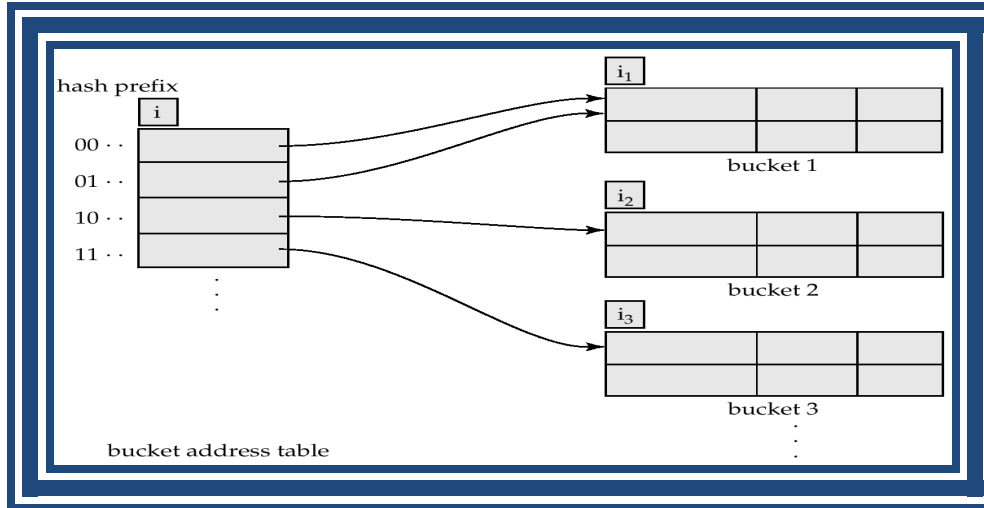 hash prefix
i
00 · ·
01 · ·
10 · ·
11 · ·
bucket address table
i1
bucket 1
i2
bucket 2
i3
bucket 3